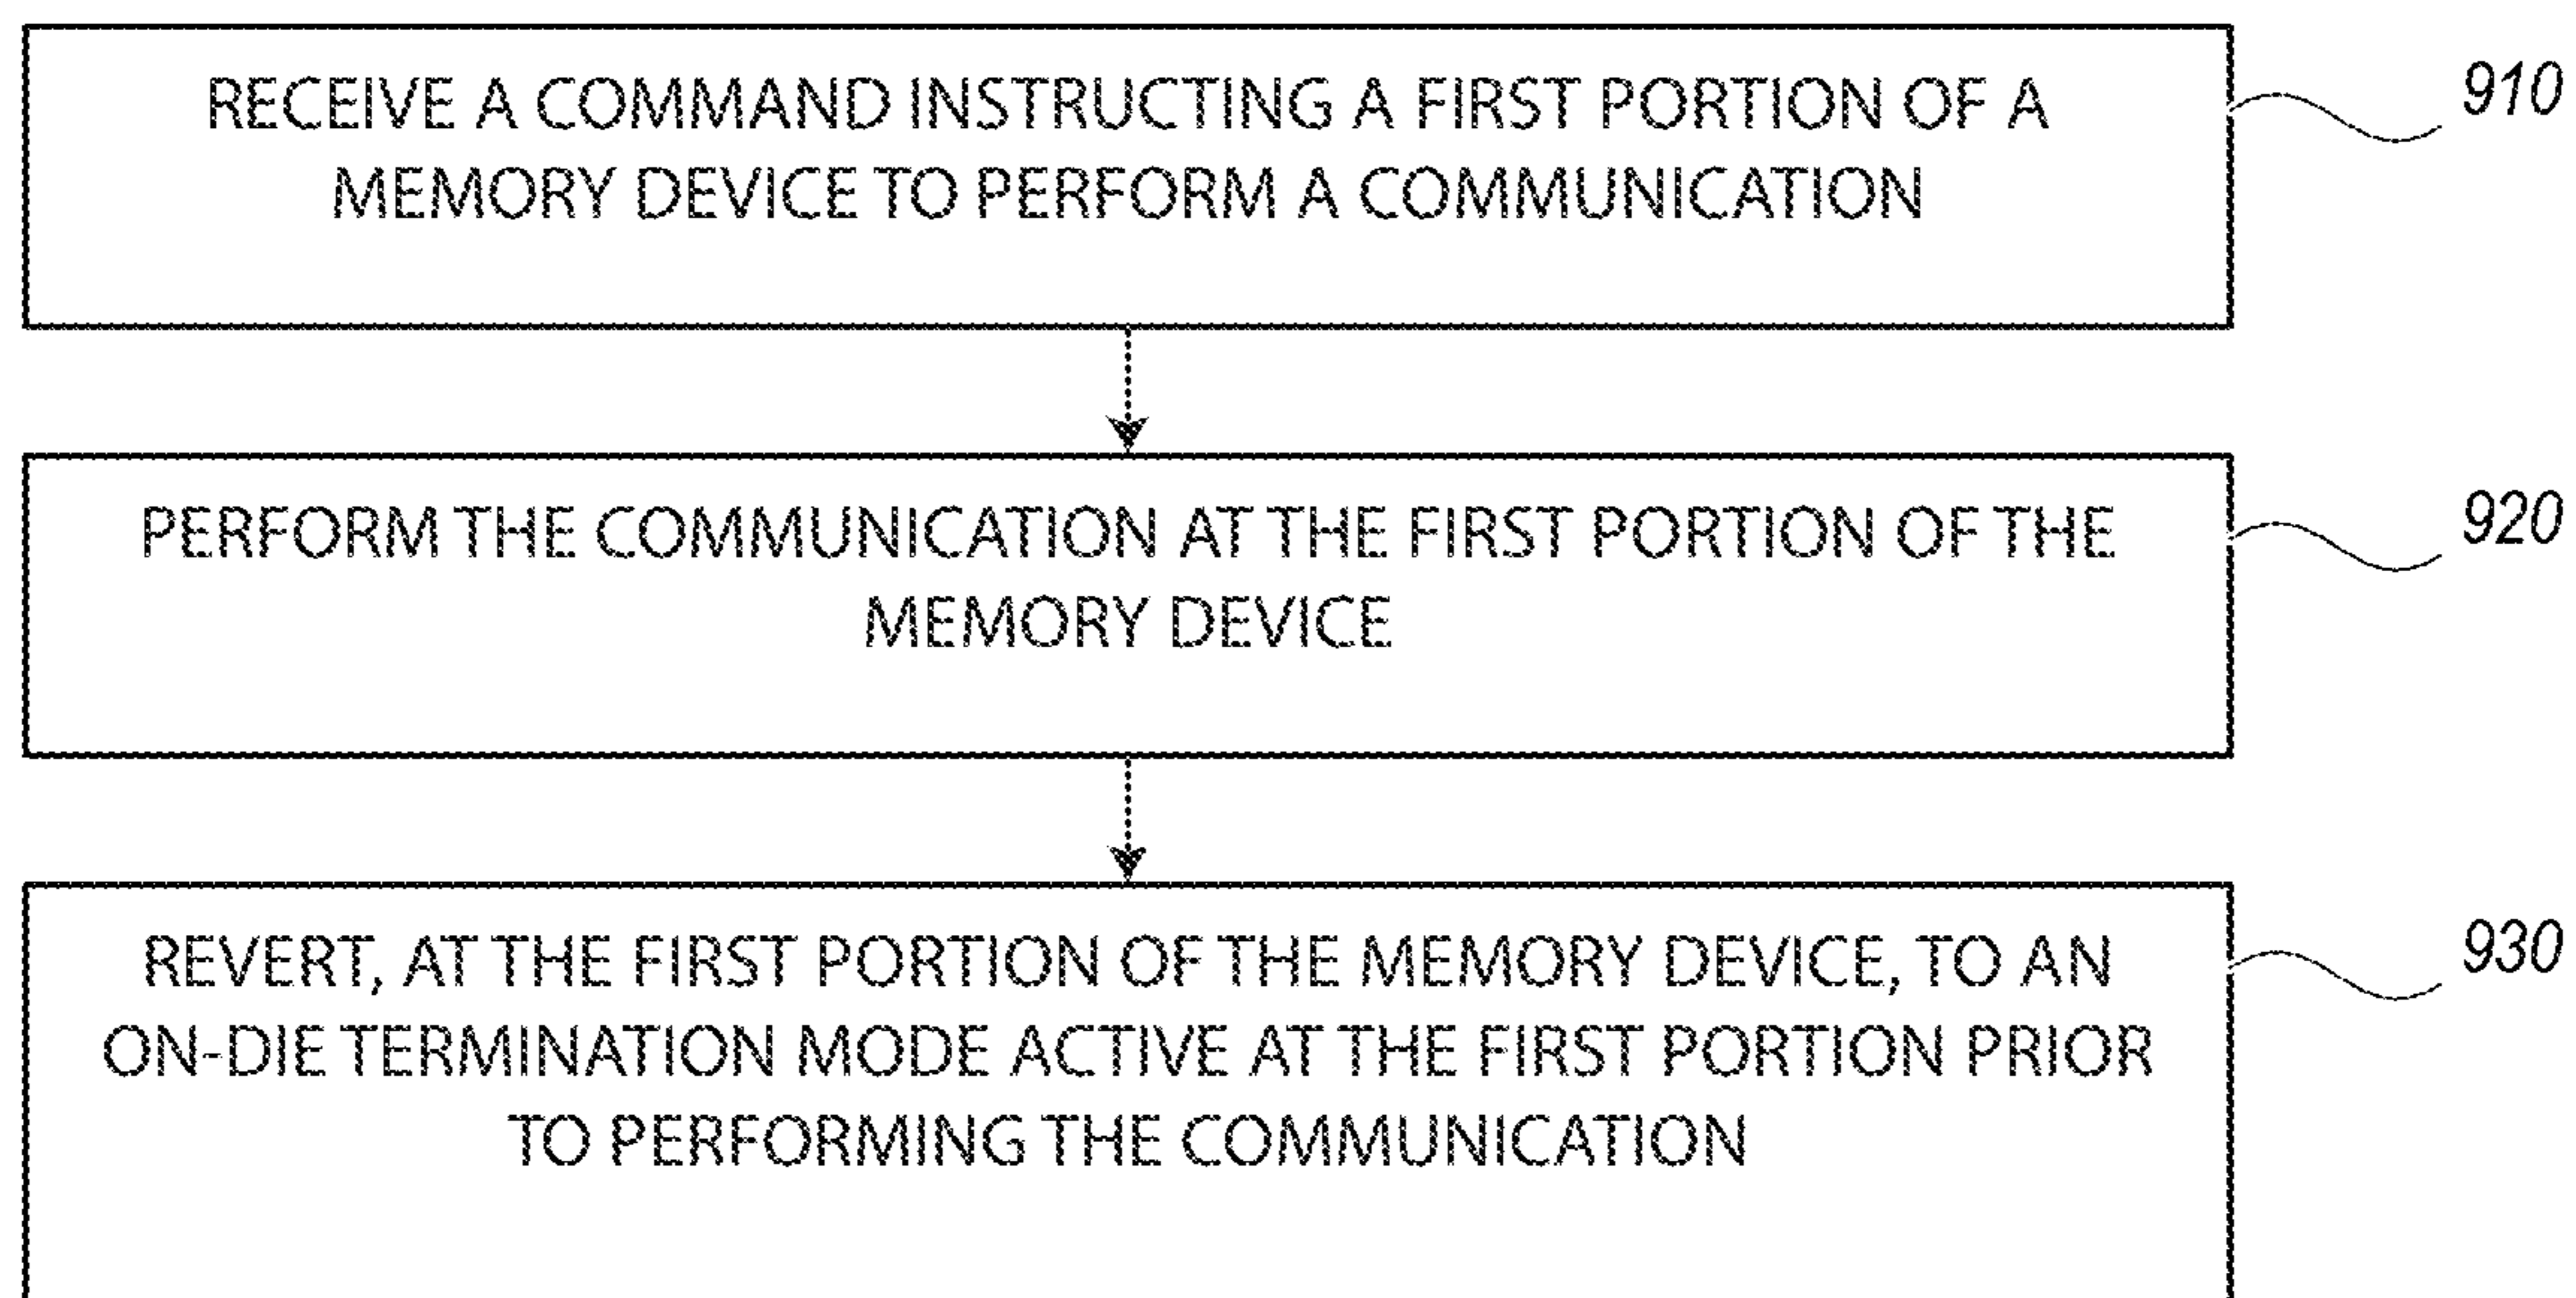 RECEIVE A COMMAND INSTRUCTING A FIRST PORTION OF A
MEMORY DEVICE TO PERFORM A COMMUNICATION
910
PERFORM THE COMMUNICATION AT THE FIRST PORTION OF THE
MEMORY DEVICE
920
REVERT, AT THE FIRST PORTION OF THE MEMORY DEVICE, TO AN
ON-DIE TERMINATION MODE ACTIVE AT THE FIRST PORTION PRIOR
TO PERFORMING THE COMMUNICATION
930